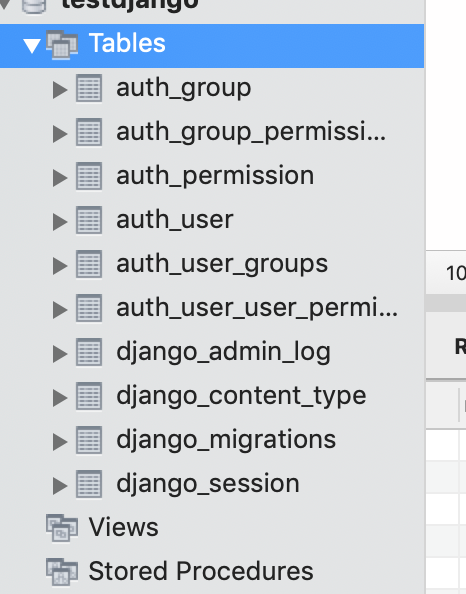 testdjango
Tables
auth_group
auth_group_permissi...
auth_permission
auth_user
auth_user_groups
auth_user_user_permi...
django_admin_log
django_content_type
django_migrations
django_session
Views
Stored Procedures
10
R